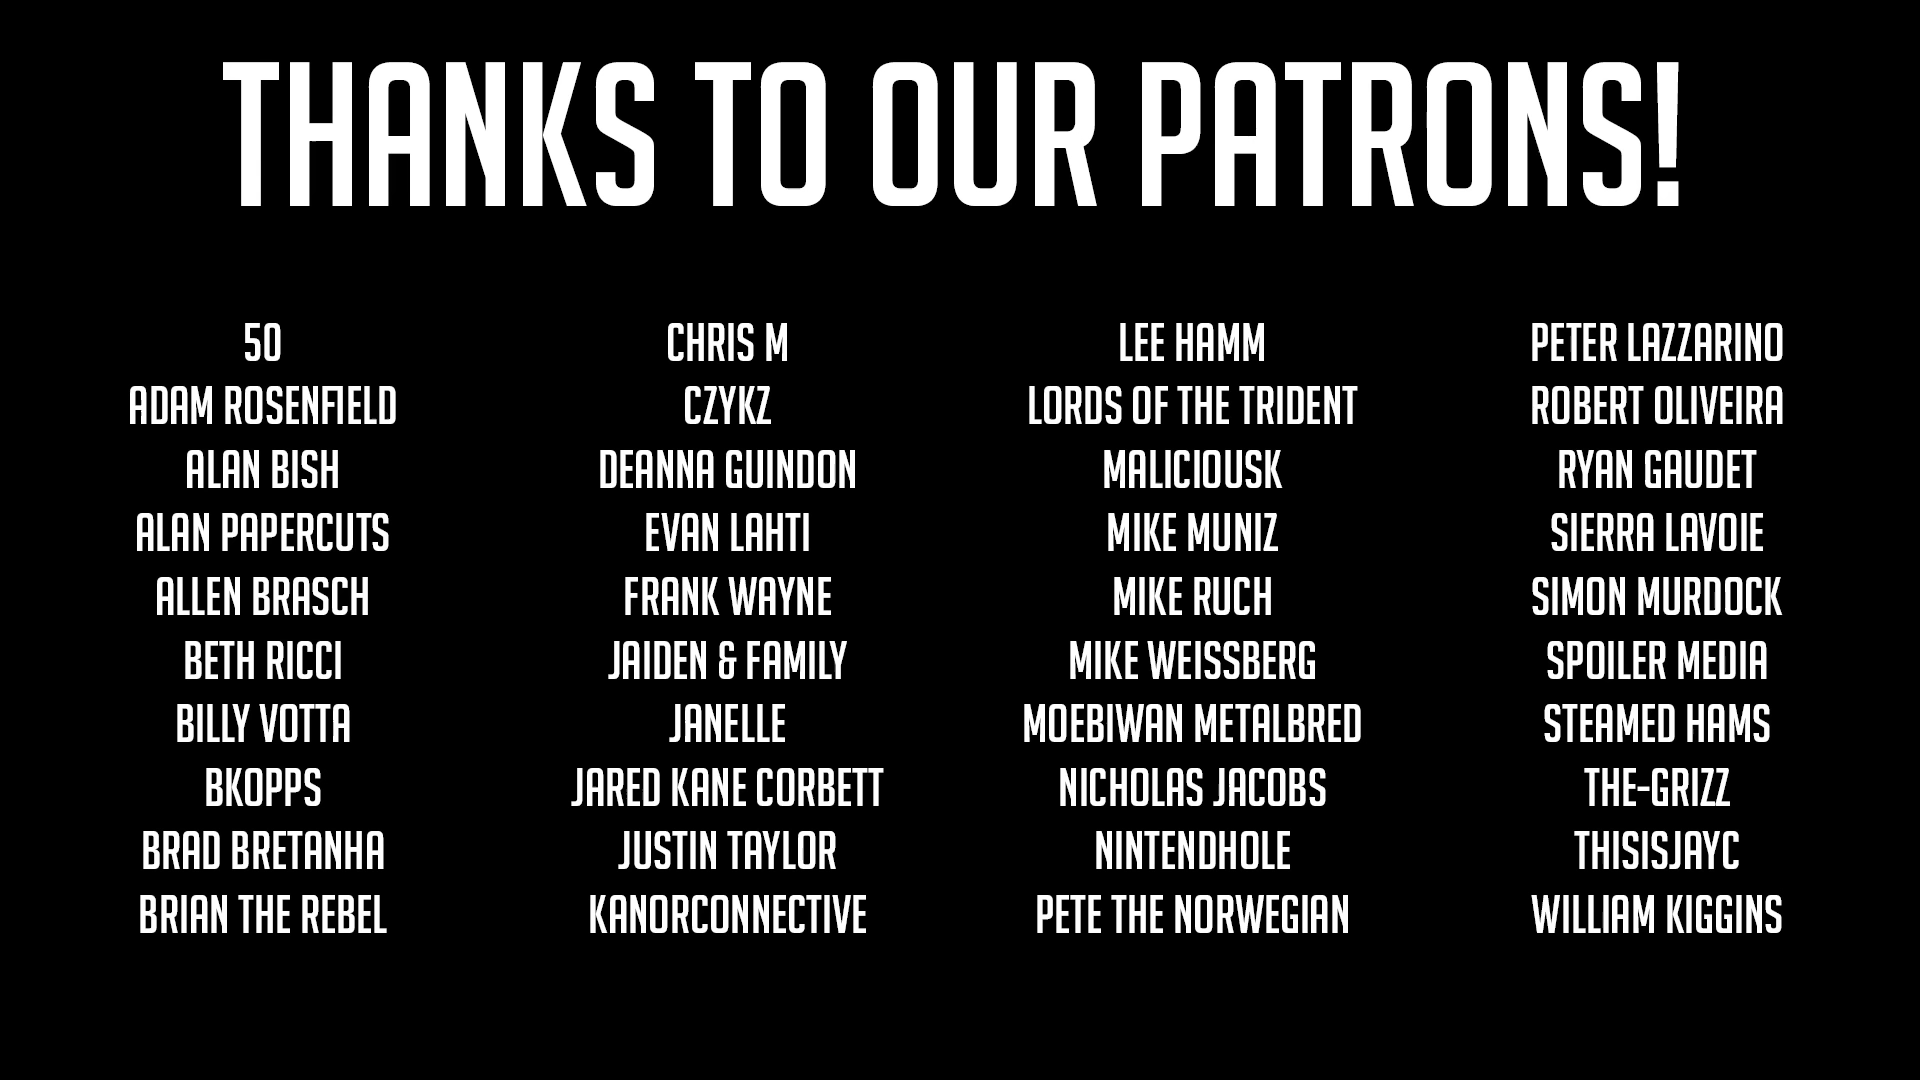 THANKS TO OUR PATRONS!
50
ADAM ROSENFIELD
ALAN BISH
ALAN PAPERCUTS
ALLEN BRASCH
BETH RICCI
BILLY VOTTA
BKOPPS
BRAD BRETANHA
BRIAN THE REBEL
CHRIS M
CZYKZ
DEANNA GUINDON
EVAN LAHTI
FRANK WAYNE
JAIDEN & FAMILY
JANELLE
JARED KANE CORBETT
JUSTIN TAYLOR
KANORCONNECTIVE
LEE HAMM
LORDS OF THE TRIDENT
MALICIOUSK
MIKE MUNIZ
MIKE RUCH
MIKE WEISSBERG
MOEBIWAN METALBRED
NICHOLAS JACOBS
NINTENDHOLE
PETE THE NORWEGIAN
PETER LAZZARINO
ROBERT OLIVEIRA
RYAN GAUDET
SIERRA LAVOIE
SIMON MURDOCK
SPOILER MEDIA
STEAMED HAMS
THE-GRIZZ
THISISJAYC
WILLIAM KIGGINS